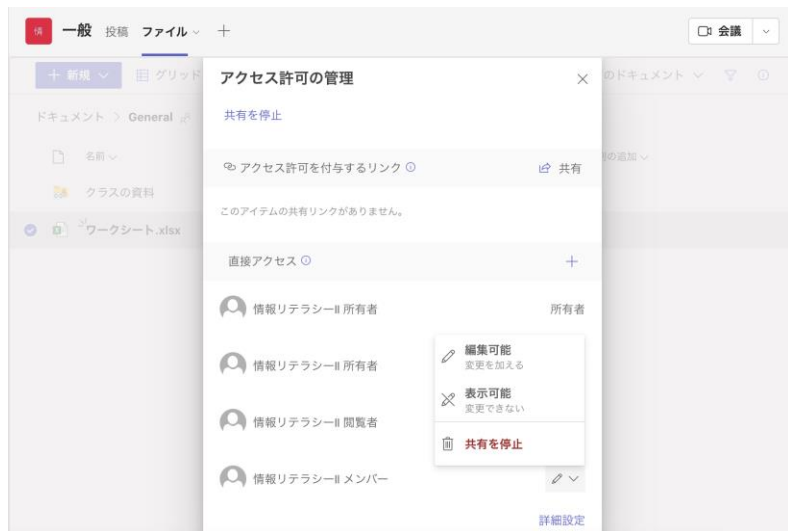 情 一般 投稿 ファイル 会議
新規 グリッド のドキュメント
アクセス許可の管理
共有を停止
ドキュメント > General
アクセス許可を付与するリンク 共有
名前 の追加
クラスの資料
このアイテムの共有リンクがありません。
ワークシート.xlsx
直接アクセス
情報リテラシーII 所有者 所有者
情報リテラシーII 所有者
情報リテラシーII 閲覧者
情報リテラシーII メンバー
編集可能
変更を加える
表示可能
変更できない
共有を停止
詳細設定